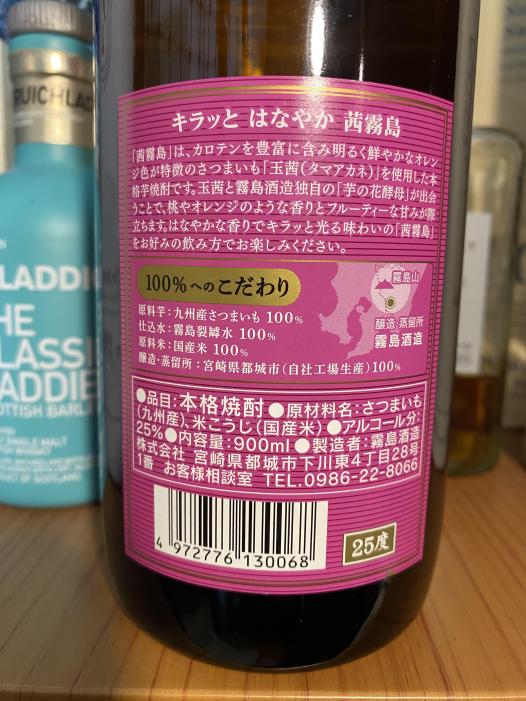 キラッと はなやか 茜霧島
「茜霧島」は、カロテンを豊富に含み明るく鮮やかなオレン
ジ色が特徴のさつまいも「玉茜(タマアカネ)」を使用した本
格芋焼酎です。玉茜と霧島酒造独自の「芋の花酵母」が出会
うことで、桃やオレンジのような香りとフルーティーな甘みが際
立ちます。はなやかな香りでキラッと光る味わいの「茜霧島」
をお好みの飲み方でお楽しみください。
100%へのこだわり
原料芋:九州産さつまいも 100%
仕込水:霧島裂罅水 100%
原料米:国産米 100%
醸造・蒸留所:宮崎県都城市(自社工場生産)100%
霧島山
醸造・蒸留所
霧島酒造
●品目:本格焼酎●原材料名:さつまいも
(九州産)、米こうじ(国産米)●アルコール分:
25%●内容量:900ml●製造者:霧島酒造
株式会社 宮崎県都城市下川東4丁目28号
1番 お客様相談室 TEL.0986-22-8066
4 972776 130068
25度
RUICHLAD
LADDIE
HE
LASSI
ADDIE
OTTISH BARL
SINGLE MALT